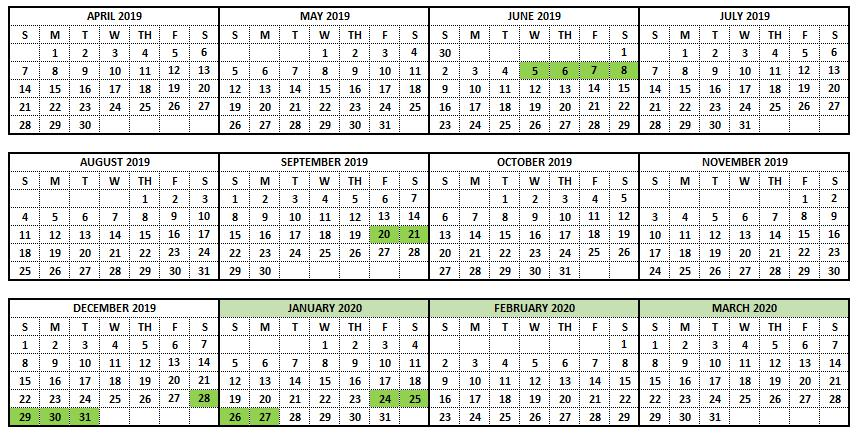 APRIL 2019
S M T W TH F S
1 2 3 4 5 6
7 8 9 10 11 12 13
14 15 16 17 18 19 20
21 22 23 24 25 26 27
28 29 30
MAY 2019
S M T W TH F S
1 2 3 4
5 6 7 8 9 10 11
12 13 14 15 16 17 18
19 20 21 22 23 24 25
26 27 28 29 30 31
JUNE 2019
S M T W TH F S
30 1
2 3 4 5 6 7 8
9 10 11 12 13 14 15
16 17 18 19 20 21 22
23 24 25 26 27 28 29
JULY 2019
S M T W TH F S
1 2 3 4 5 6
7 8 9 10 11 12 13
14 15 16 17 18 19 20
21 22 23 24 25 26 27
28 29 30 31
AUGUST 2019
S M T W TH F S
1 2 3
4 5 6 7 8 9 10
11 12 13 14 15 16 17
18 19 20 21 22 23 24
25 26 27 28 29 30 31
SEPTEMBER 2019
S M T W TH F S
1 2 3 4 5 6 7
8 9 10 11 12 13 14
15 16 17 18 19 20 21
22 23 24 25 26 27 28
29 30
OCTOBER 2019
S M T W TH F S
1 2 3 4 5
6 7 8 9 10 11 12
13 14 15 16 17 18 19
20 21 22 23 24 25 26
27 28 29 30 31
NOVEMBER 2019
S M T W TH F S
1 2
3 4 5 6 7 8 9
10 11 12 13 14 15 16
17 18 19 20 21 22 23
24 25 26 27 28 29 30
DECEMBER 2019
S M T W TH F S
1 2 3 4 5 6 7
8 9 10 11 12 13 14
15 16 17 18 19 20 21
22 23 24 25 26 27 28
29 30 31
JANUARY 2020
S M T W TH F S
1 2 3 4
5 6 7 8 9 10 11
12 13 14 15 16 17 18
19 20 21 22 23 24 25
26 27 28 29 30 31
FEBRUARY 2020
S M T W TH F S
1
2 3 4 5 6 7 8
9 10 11 12 13 14 15
16 17 18 19 20 21 22
23 24 25 26 27 28 29
MARCH 2020
S M T W TH F S
1 2 3 4 5 6 7
8 9 10 11 12 13 14
15 16 17 18 19 20 21
22 23 24 25 26 27 28
29 30 31